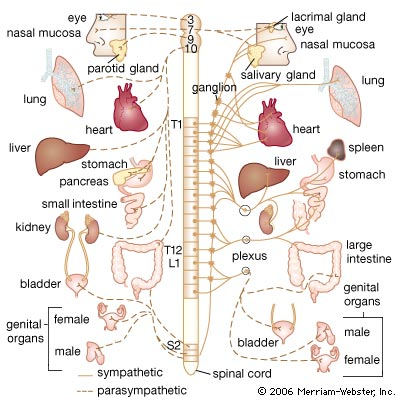 eye
nasal mucosa
parotid gland
lung
heart
liver
stomach
pancreas
small intestine
kidney
bladder
genital
organs
female
male
sympathetic
parasympathetic
3
7
9
10
T1
T12
L1
S2
spinal cord
ganglion
plexus
lacrimal gland
eye
nasal mucosa
salivary gland
lung
heart
spleen
liver
stomach
large
intestine
genital
organs
bladder
male
female
© 2006 Merriam-Webster, Inc.